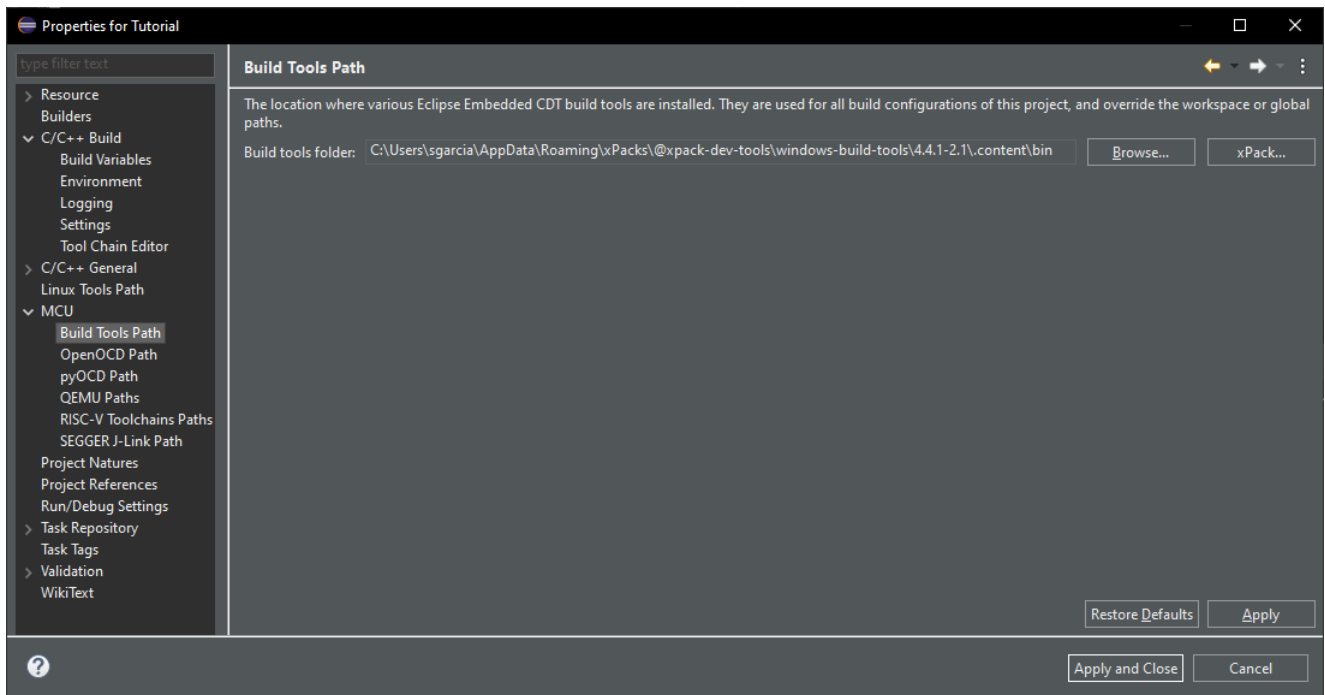 Properties for Tutorial
type filter text
Resource
Builders
C/C++ Build
Build Variables
Environment
Logging
Settings
Tool Chain Editor
C/C++ General
Linux Tools Path
MCU
Build Tools Path
OpenOCD Path
pyOCD Path
QEMU Paths
RISC-V Toolchains Paths
SEGGER J-Link Path
Project Natures
Project References
Run/Debug Settings
Task Repository
Task Tags
Validation
WikiText
Build Tools Path
The location where various Eclipse Embedded CDT build tools are installed. They are used for all build configurations of this project, and override the workspace or global
paths.
Build tools folder: C:\Users\sgarcia\AppData\Roaming\xPacks\@xpack-dev-tools\windows-build-tools\4.4.1-2.1\.content\bin Browse... xPack...
Restore Defaults Apply
? Apply and Close Cancel